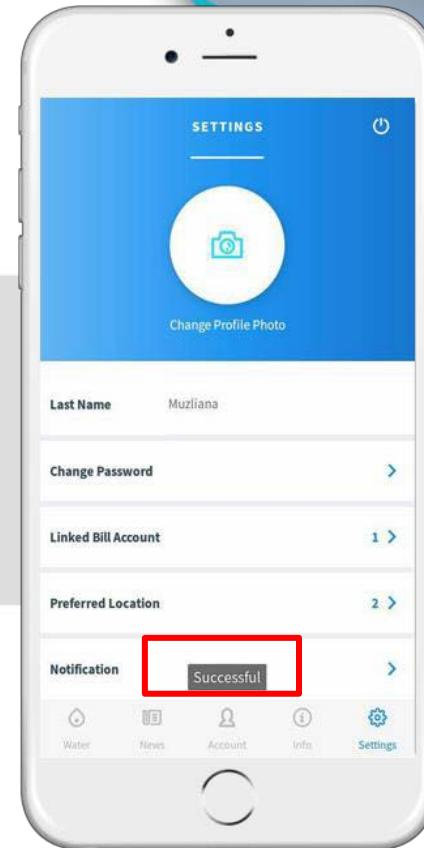 SETTINGS
Change Profile Photo
Last Name Muzliana
Change Password
Linked Bill Account 1
Preferred Location 2
Notification
Successful
Water News Account Info Settings